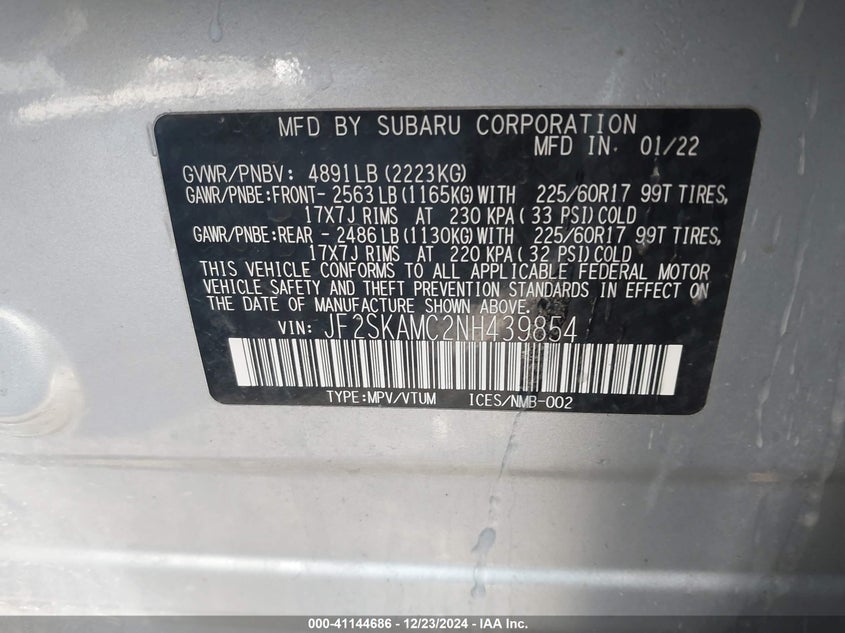 MFD BY SUBARU CORPORATION
MFD IN. 01/22
GVWR/PNBV: 4891LB (2223KG)
GAWR/PNBE:FRONT- 2563 LB(1165KG)WITH 225/60R17 99T TIRES,
17X7J RIMS AT 230 KPA( 33 PSI)COLD
GAWR/PNBE:REAR - 2486 LB(1130KG)WITH 225/60R17 99T TIRES,
17X7J RIMS AT 220 KPA( 32 PSI)COLD
THIS VEHICLE CONFORMS TO ALL APPLICABLE FEDERAL MOTOR
VEHICLE SAFETY AND THEFT PREVENTION STANDARDS IN EFFECT ON
THE DATE OF MANUFACTURE SHOWN ABOVE.
VIN: JF2SKAMC2NH439854
TYPE:MPV/VTUM ICES/NMB-002
000-41144686 - 12/23/2024 - IAA Inc.